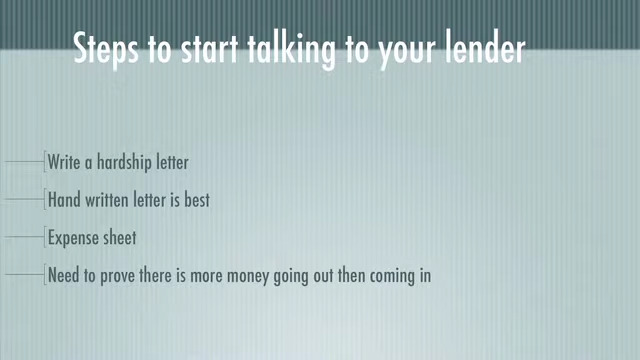 Steps to start talking to your lender
Write a hardship letter
Hand written letter is best
Expense sheet
Need to prove there is more money going out then coming in